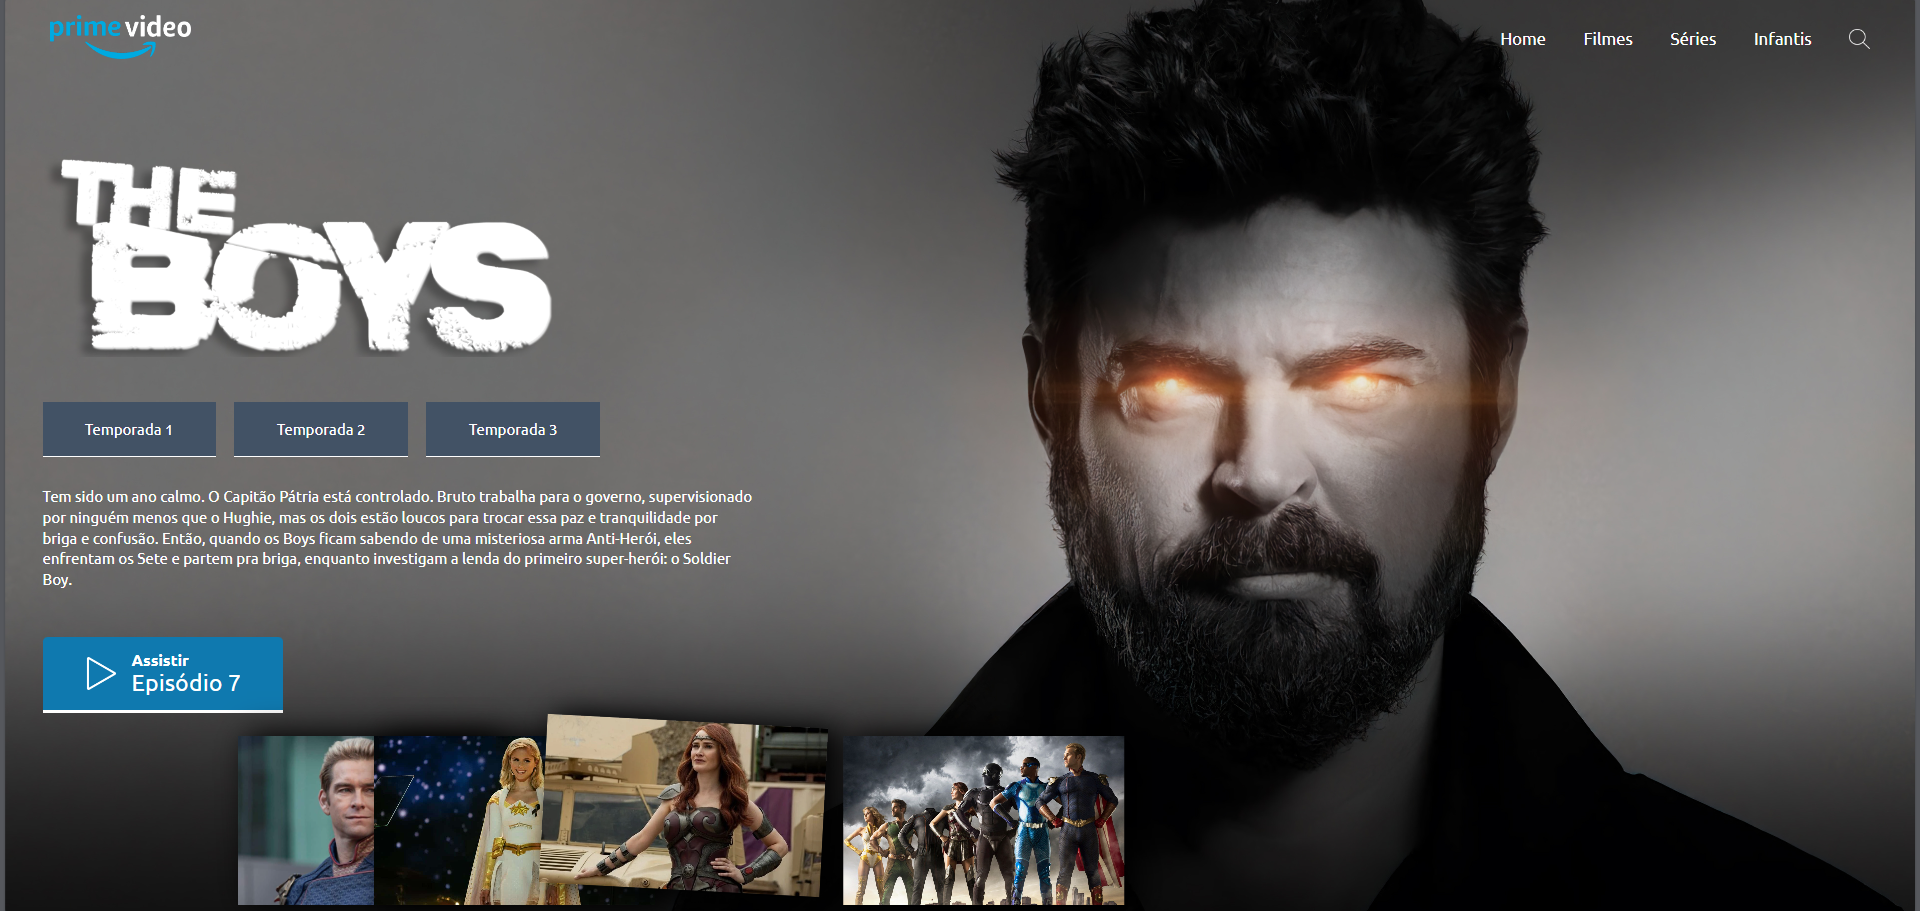 prime video
Home
Filmes
Séries
Infantis
THE
BOYS
Temporada 1
Temporada 2
Temporada 3
Tem sido um ano calmo. O Capitão Pátria está controlado. Bruto trabalha para o governo, supervisionado
por ninguém menos que o Hughie, mas os dois estão loucos para trocar essa paz e tranquilidade por
briga e confusão. Então, quando os Boys ficam sabendo de uma misteriosa arma Anti-Herói, eles
enfrentam os Sete e partem pra briga, enquanto investigam a lenda do primeiro super-herói: o Soldier
Boy.
Assistir
Episódio 7